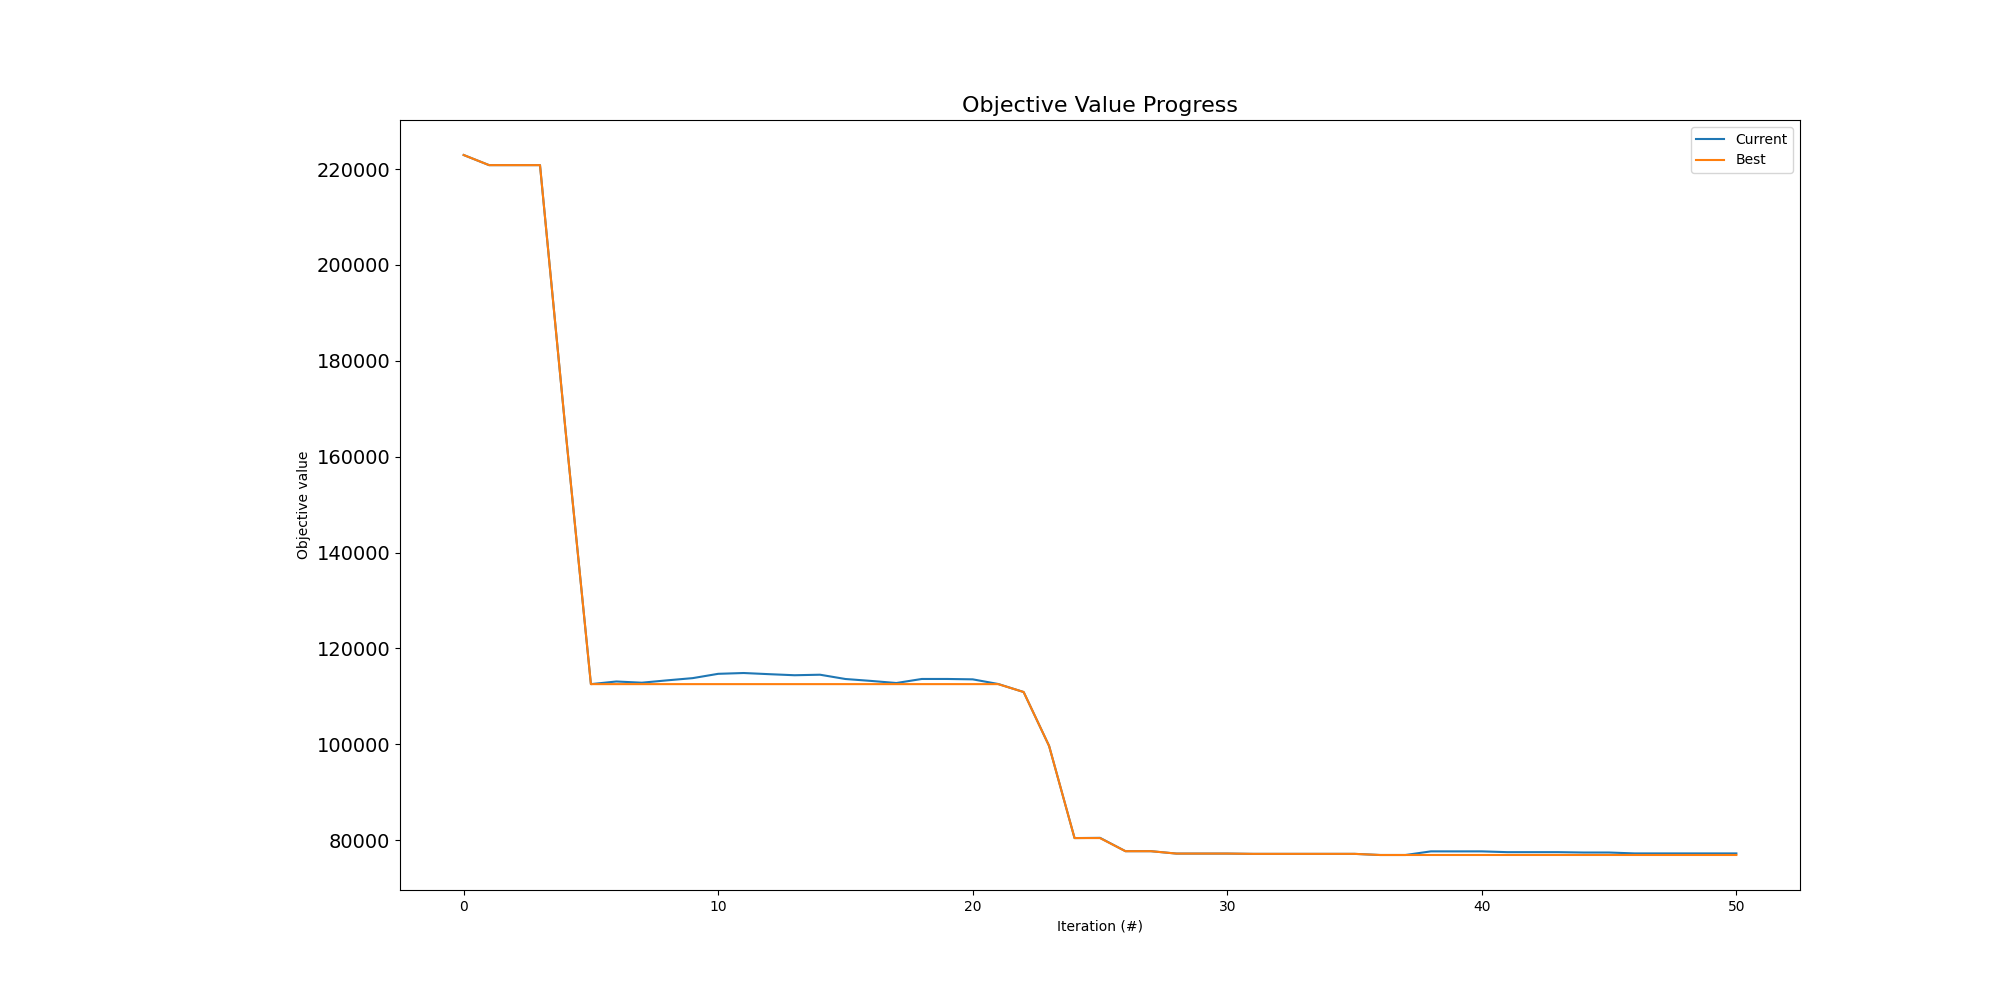 Objective Value Progress
Current
Best
220000
200000
180000
160000
140000
120000
100000
80000
Objective value
0 10 20 30 40 50
Iteration (#)